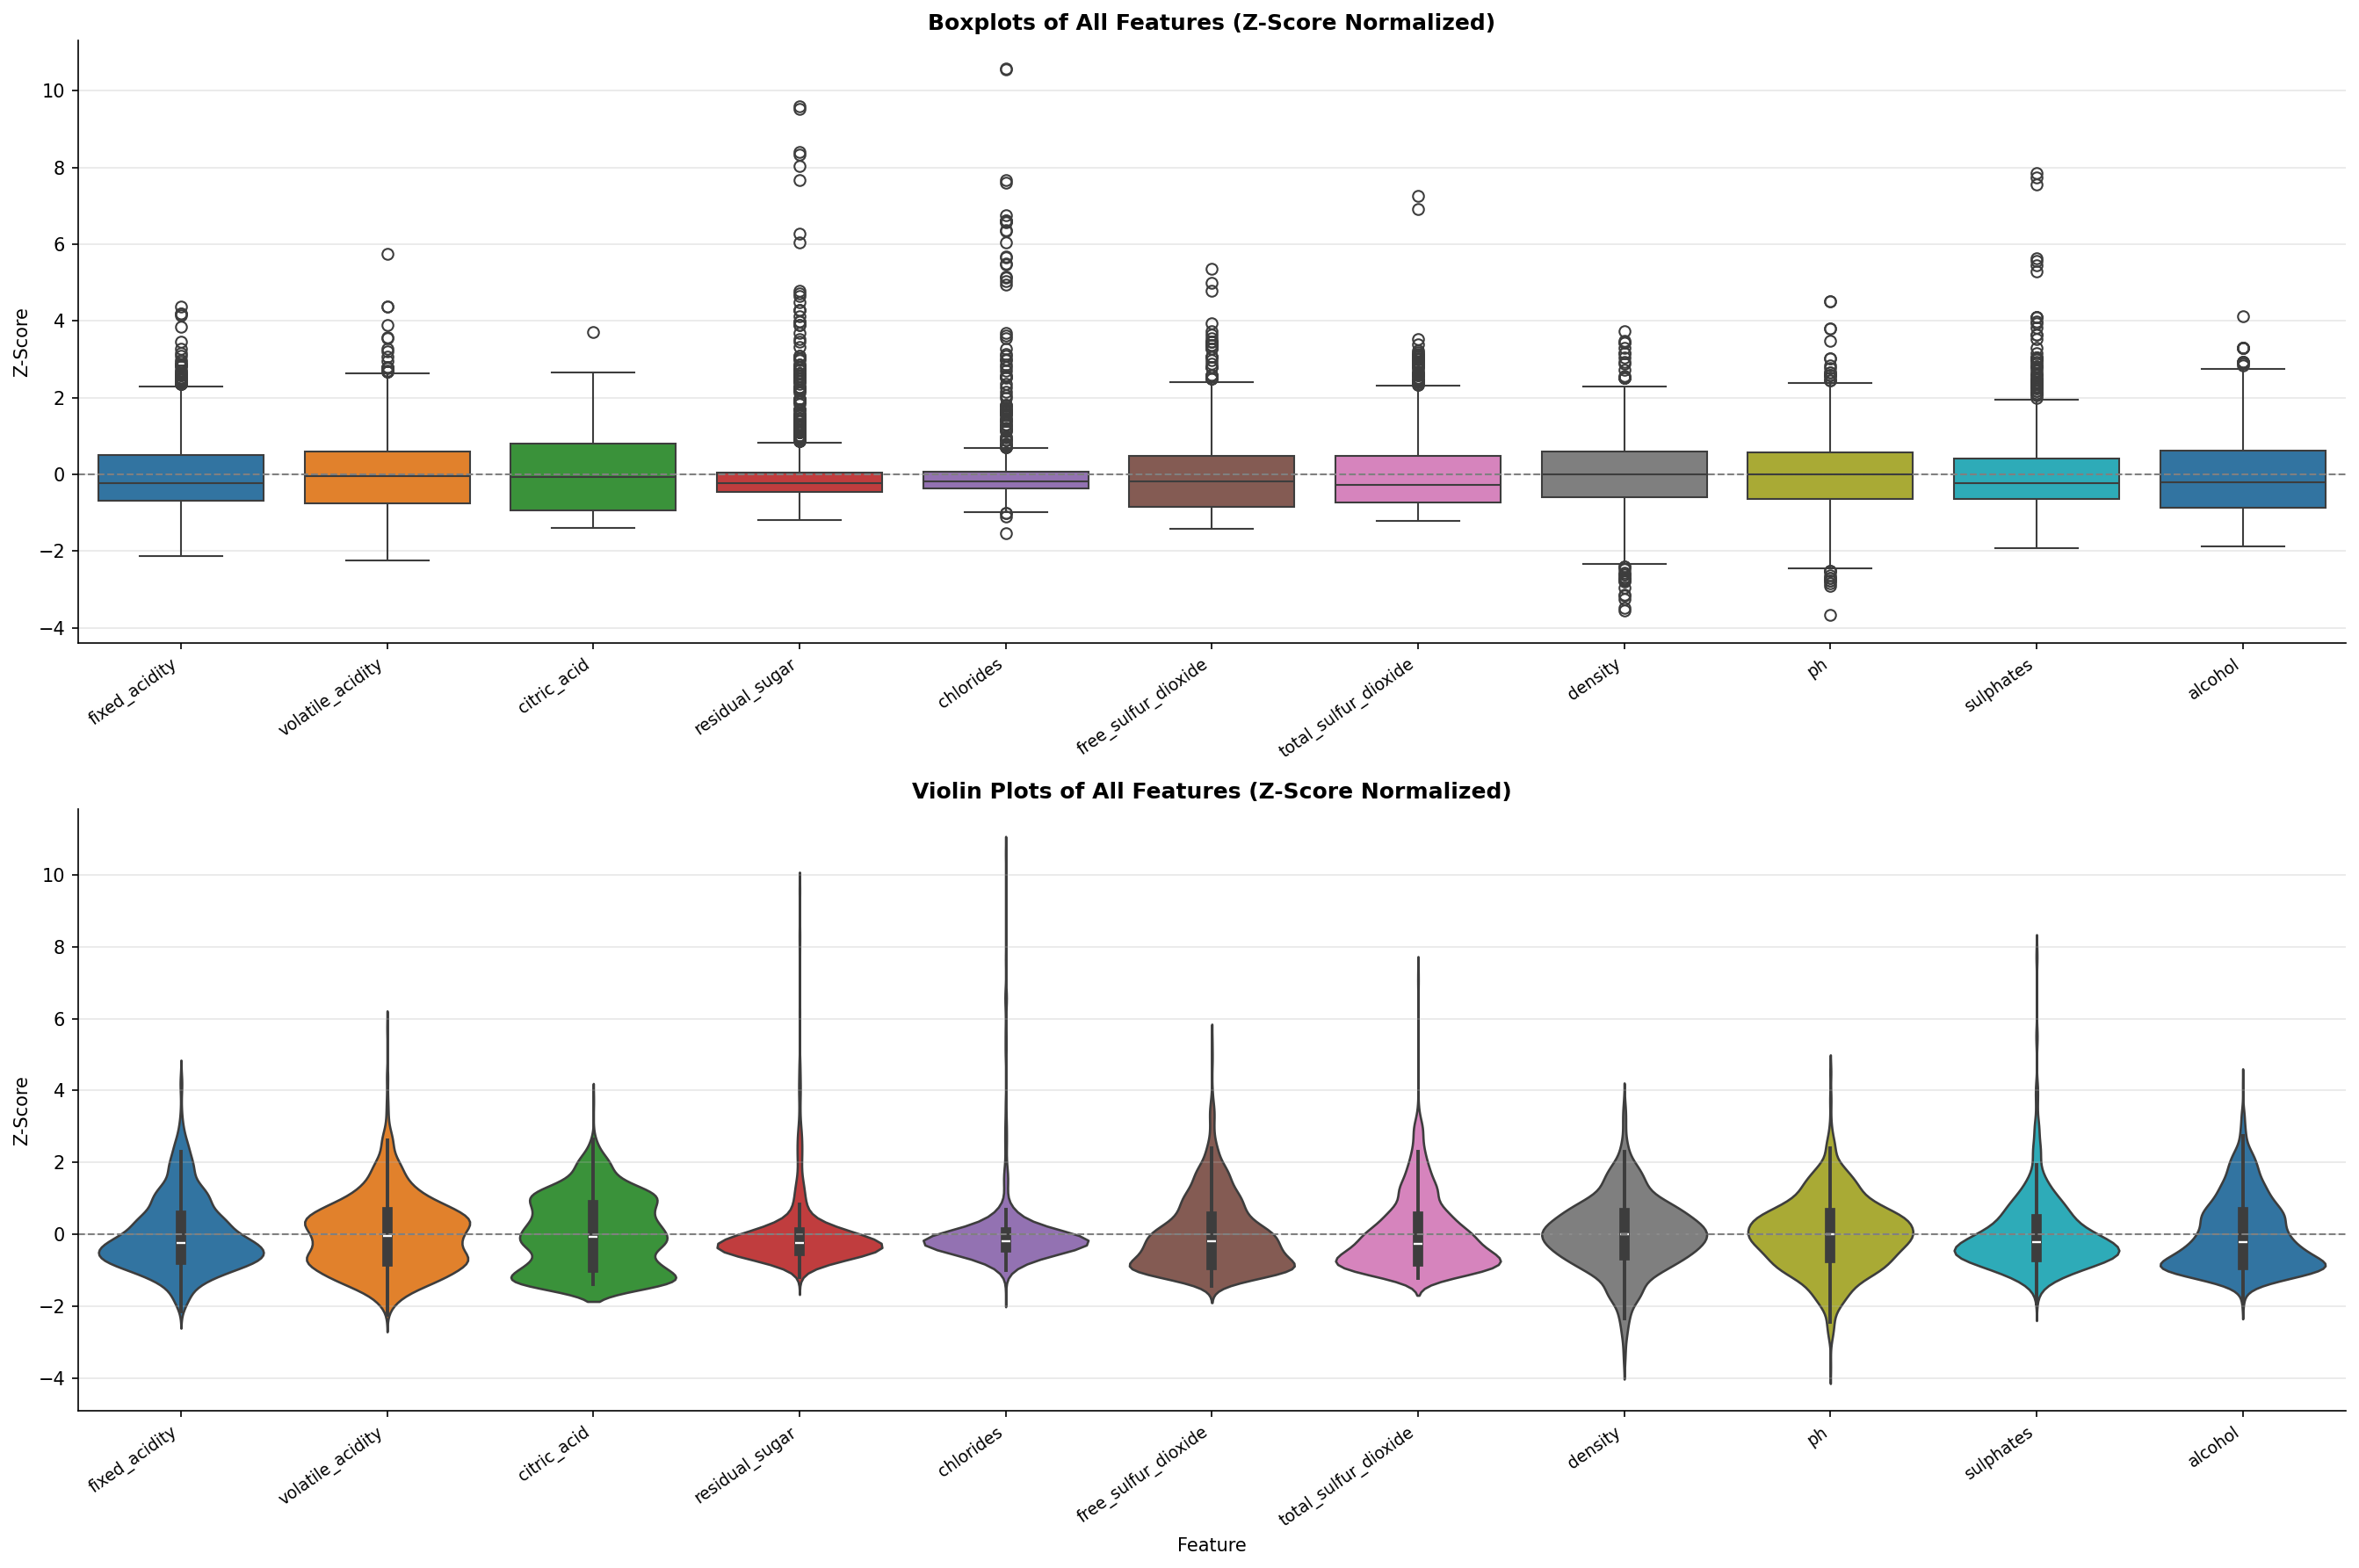 Boxplots of All Features (Z-Score Normalized)
Z-Score
10
8
6
4
2
0
−2
−4
fixed_acidity
volatile_acidity
citric_acid
residual_sugar
chlorides
free_sulfur_dioxide
total_sulfur_dioxide
density
ph
sulphates
alcohol
Violin Plots of All Features (Z-Score Normalized)
Z-Score
10
8
6
4
2
0
−2
−4
fixed_acidity
volatile_acidity
citric_acid
residual_sugar
chlorides
free_sulfur_dioxide
total_sulfur_dioxide
density
ph
sulphates
alcohol
Feature